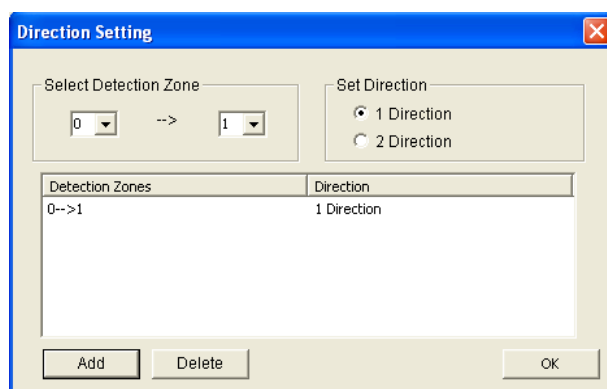 Direction Setting
Select Detection Zone
Set Direction
0 --> 1
1 Direction
2 Direction
Detection Zones Direction
0-->1 1 Direction
Add Delete OK